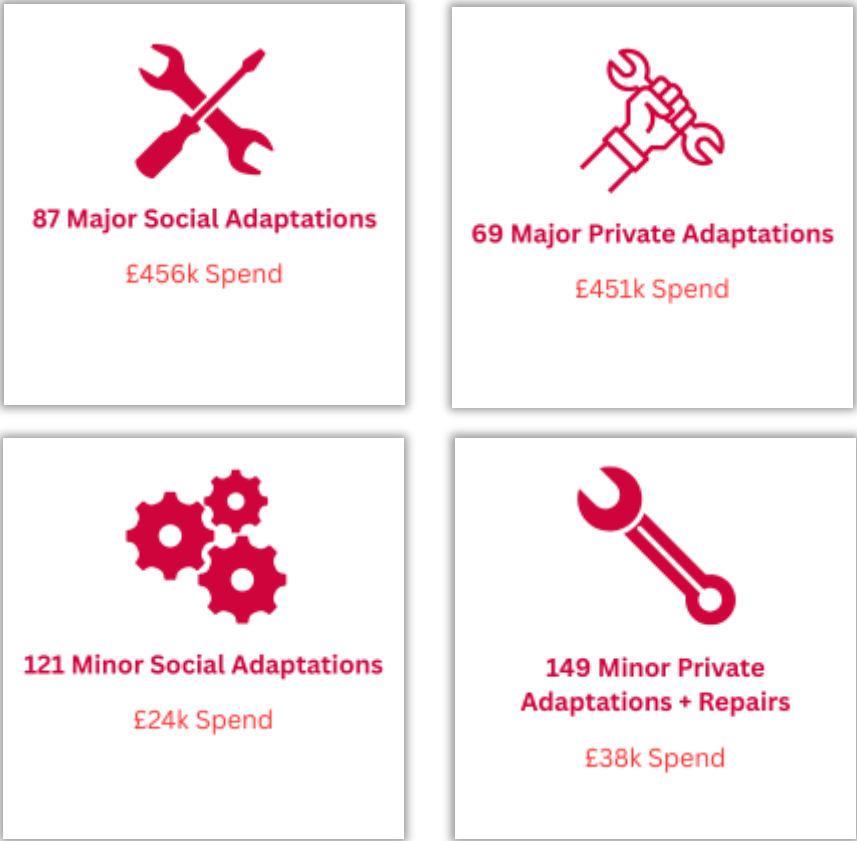 87 Major Social Adaptations
£456k Spend
69 Major Private Adaptations
£451k Spend
121 Minor Social Adaptations
£24k Spend
149 Minor Private
Adaptations + Repairs
£38k Spend